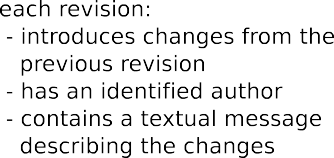 each revision:
- introduces changes from the
previous revision
- has an identified author
- contains a textual message
describing the changes